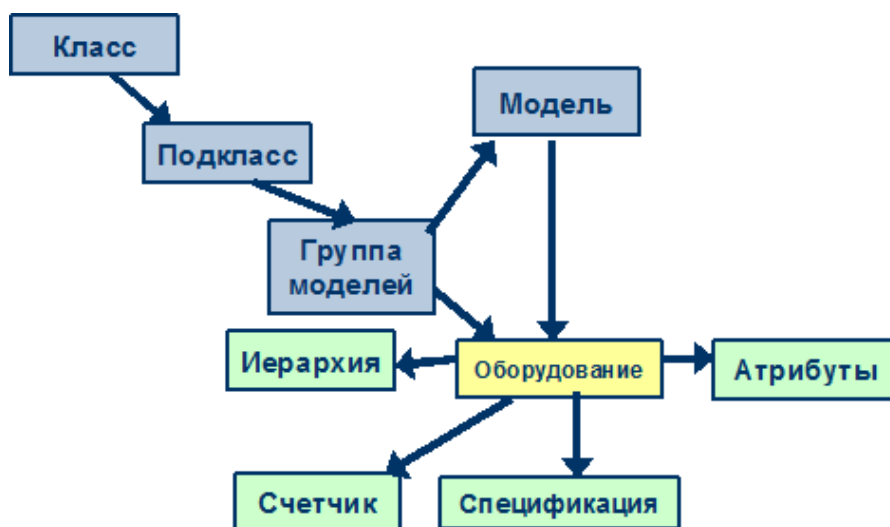 Класс
Модель
Подкласс
Группа
моделей
Иерархия
Оборудование
Атрибуты
Счетчик
Спецификация